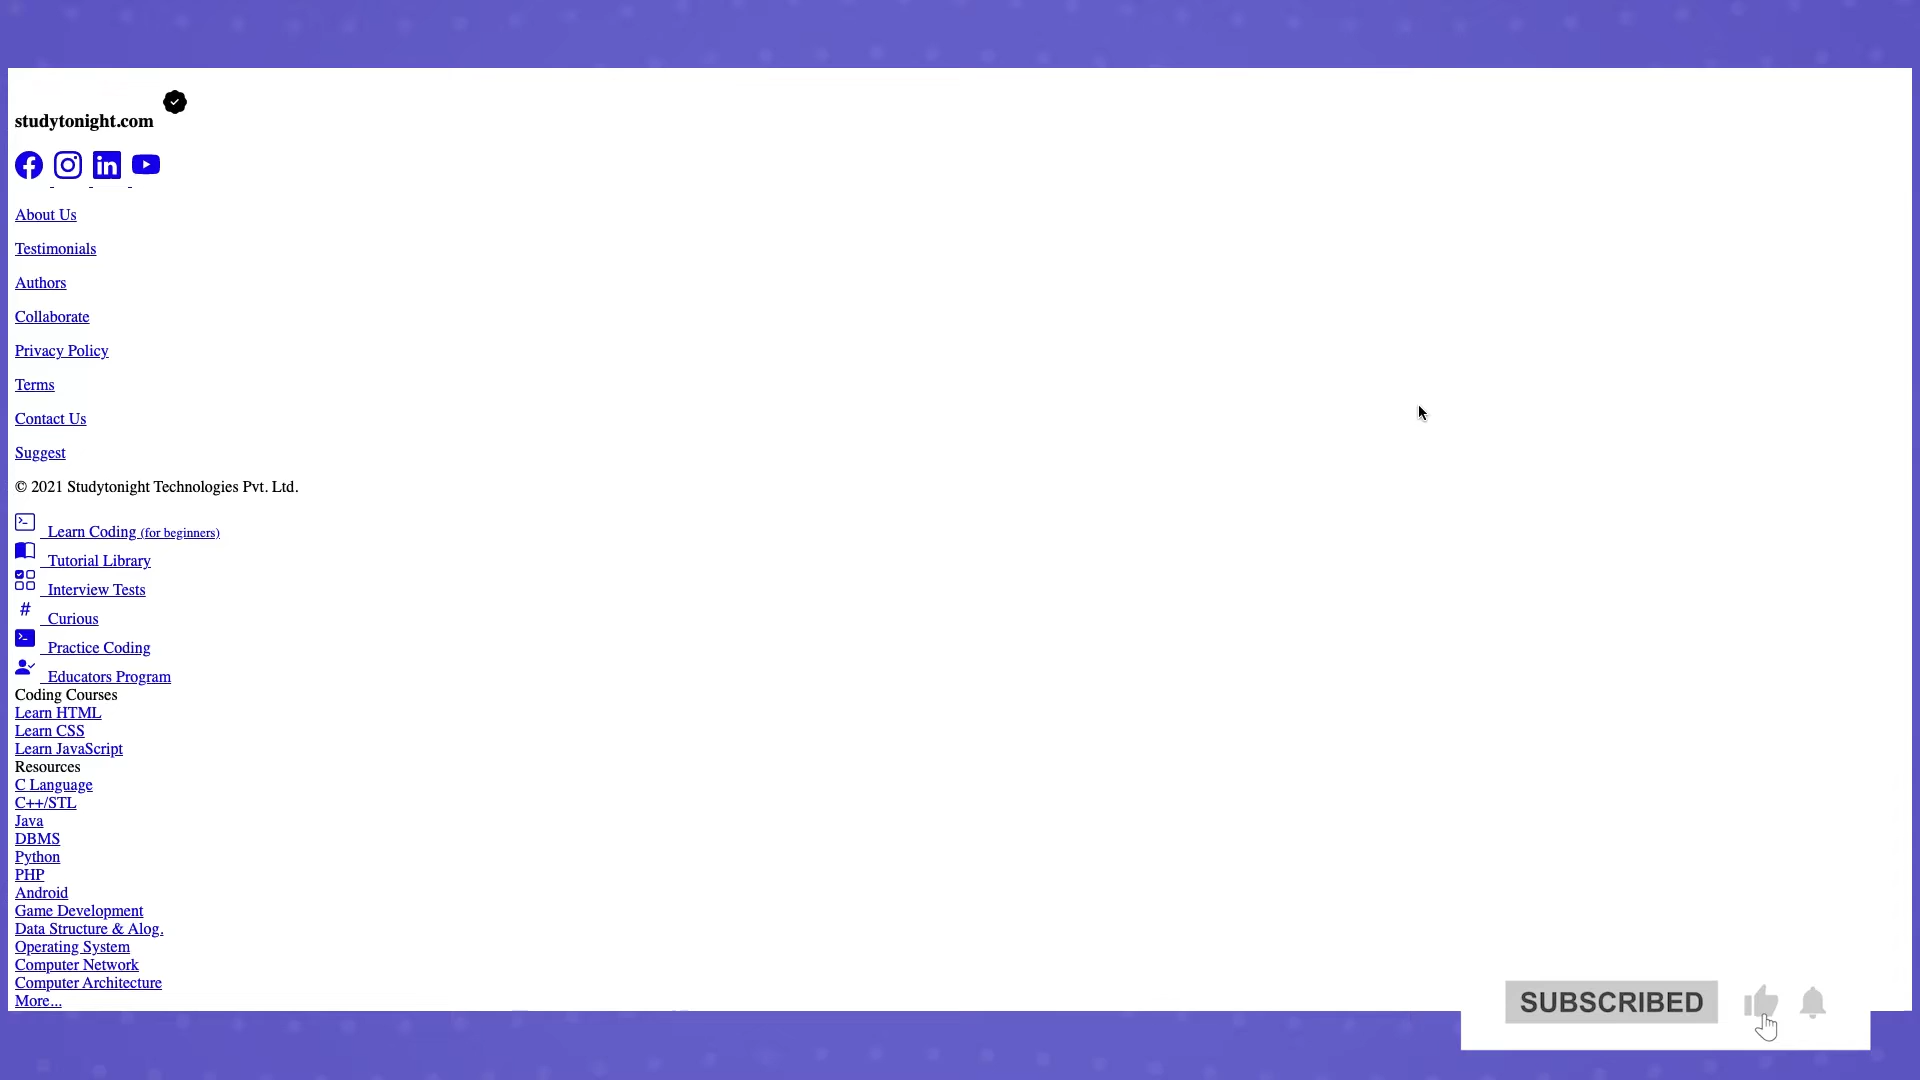 studytonight.com
About Us
Testimonials
Authors
Collaborate
Privacy Policy
Terms
Contact Us
Suggest
© 2021 Studytonight Technologies Pvt. Ltd.
Learn Coding (for beginners)
Tutorial Library
Interview Tests
# Curious
Practice Coding
Educators Program
Coding Courses
Learn HTML
Learn CSS
Learn JavaScript
Resources
C Language
C++/STL
Java
DBMS
Python
PHP
Android
Game Development
Data Structure & Alog.
Operating System
Computer Network
Computer Architecture
More...
SUBSCRIBED